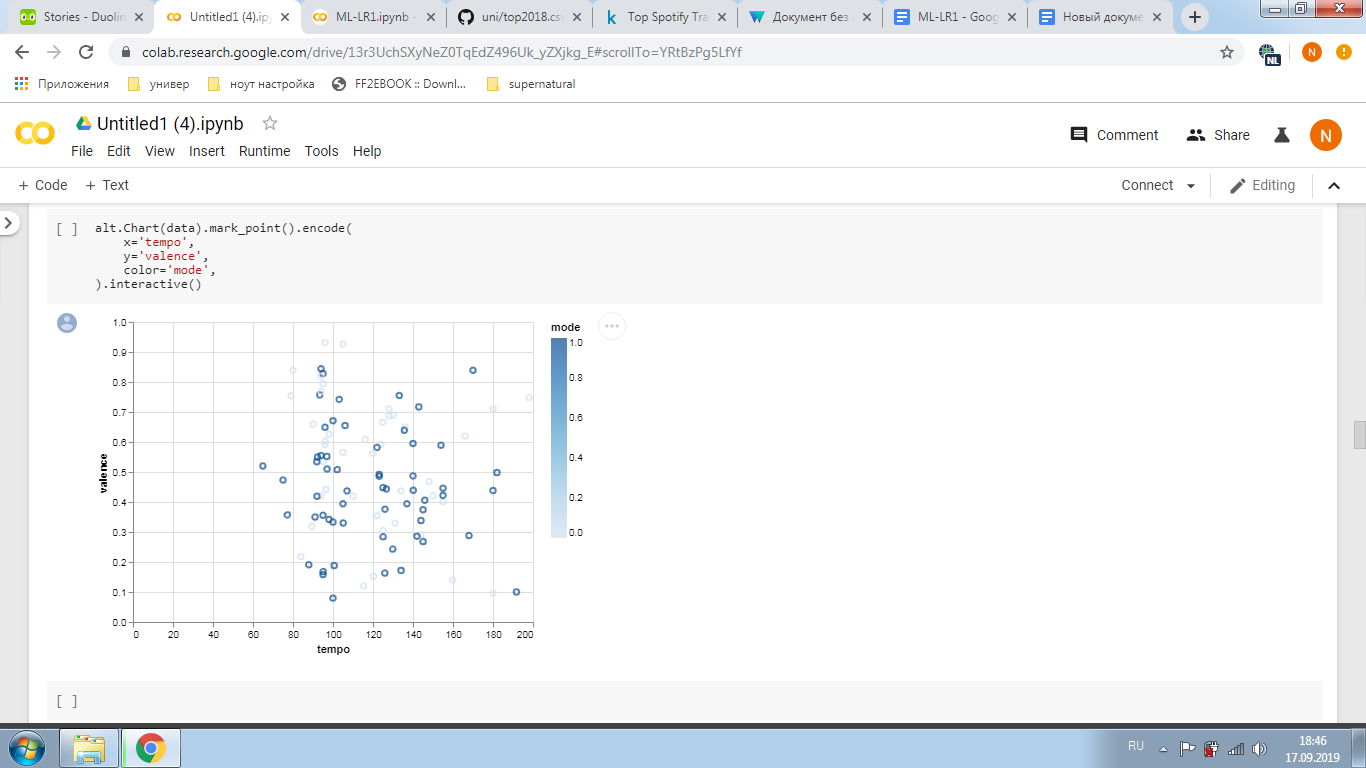 Stories - Duolin
Untitled1 (4).ip
ML-LR1.ipynb -
uni/top2018.cs
Top Spotify Tra
Документ без
ML-LR1 - Goog
Новый докуме
colab.research.google.com/drive/13r3UchSXyNeZ0TqEdZ496Uk_yZXjkg_E#scrollTo=YRtBzPg5LfYf
NL
N
Приложения
универ
ноут настройка
FF2EBOOK :: Downl...
supernatural
Untitled1 (4).ipynb
Comment
Share
N
File Edit View Insert Runtime Tools Help
+ Code + Text
Connect
Editing
[ ] alt.Chart(data).mark_point().encode(
x='tempo',
y='valence',
color='mode',
).interactive()
1.0
0.9
0.8
0.7
0.6
0.5
0.4
0.3
0.2
0.1
0.0
valence
0 20 40 60 80 100 120 140 160 180 200
tempo
mode
1.0
0.8
0.6
0.4
0.2
0.0
[ ]
RU
18:46
17.09.2019